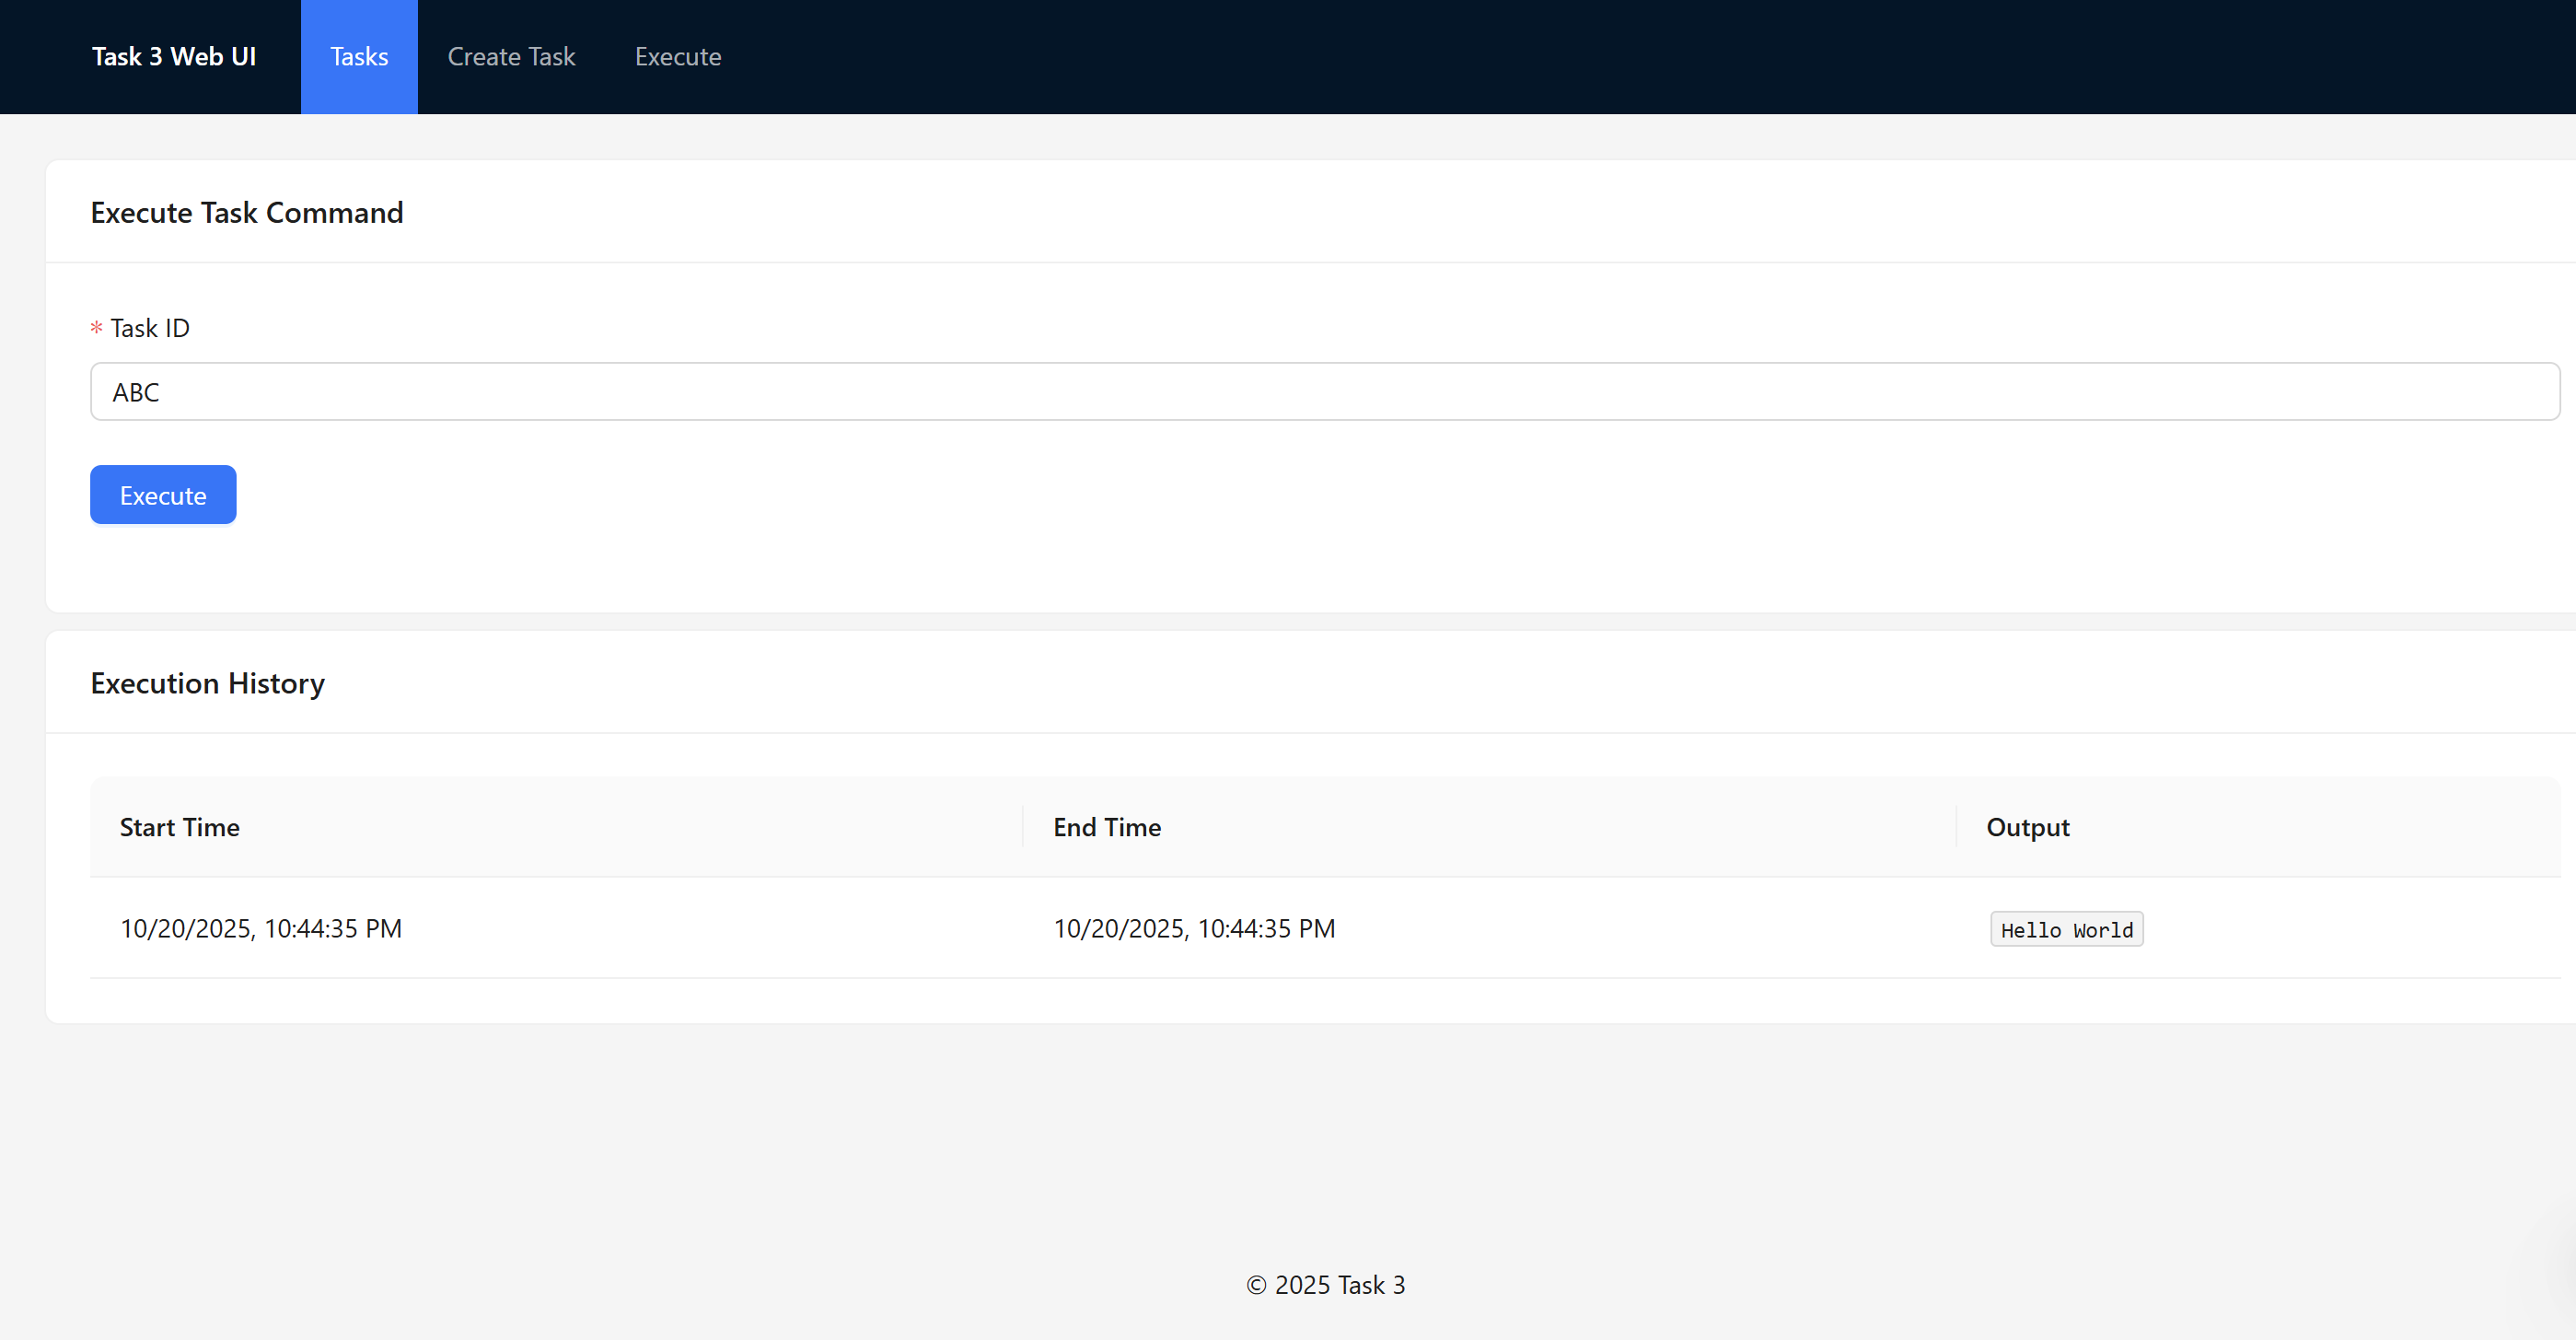 Task 3 Web UI Tasks Create Task Execute
Execute Task Command
* Task ID
ABC
Execute
Execution History
Start Time End Time Output
10/20/2025, 10:44:35 PM 10/20/2025, 10:44:35 PM Hello World
© 2025 Task 3